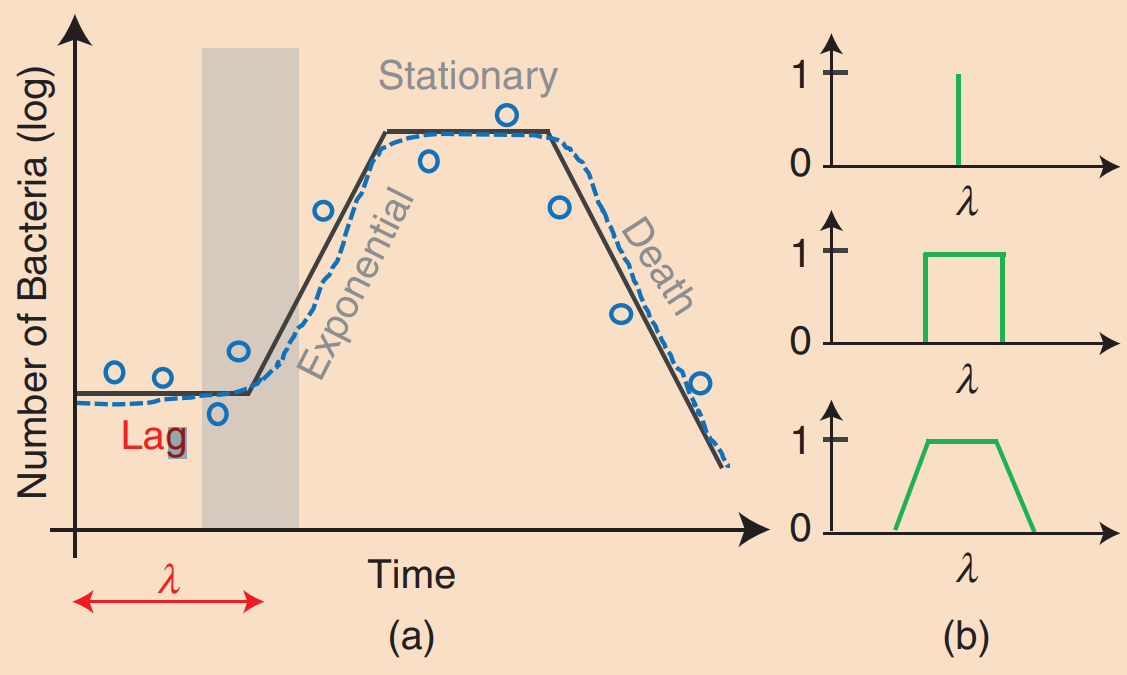 Number of Bacteria (log)
Stationary
Exponential
Death
Lag
λ
Time
(a)
1
0
λ
1
0
λ
1
0
λ
(b)